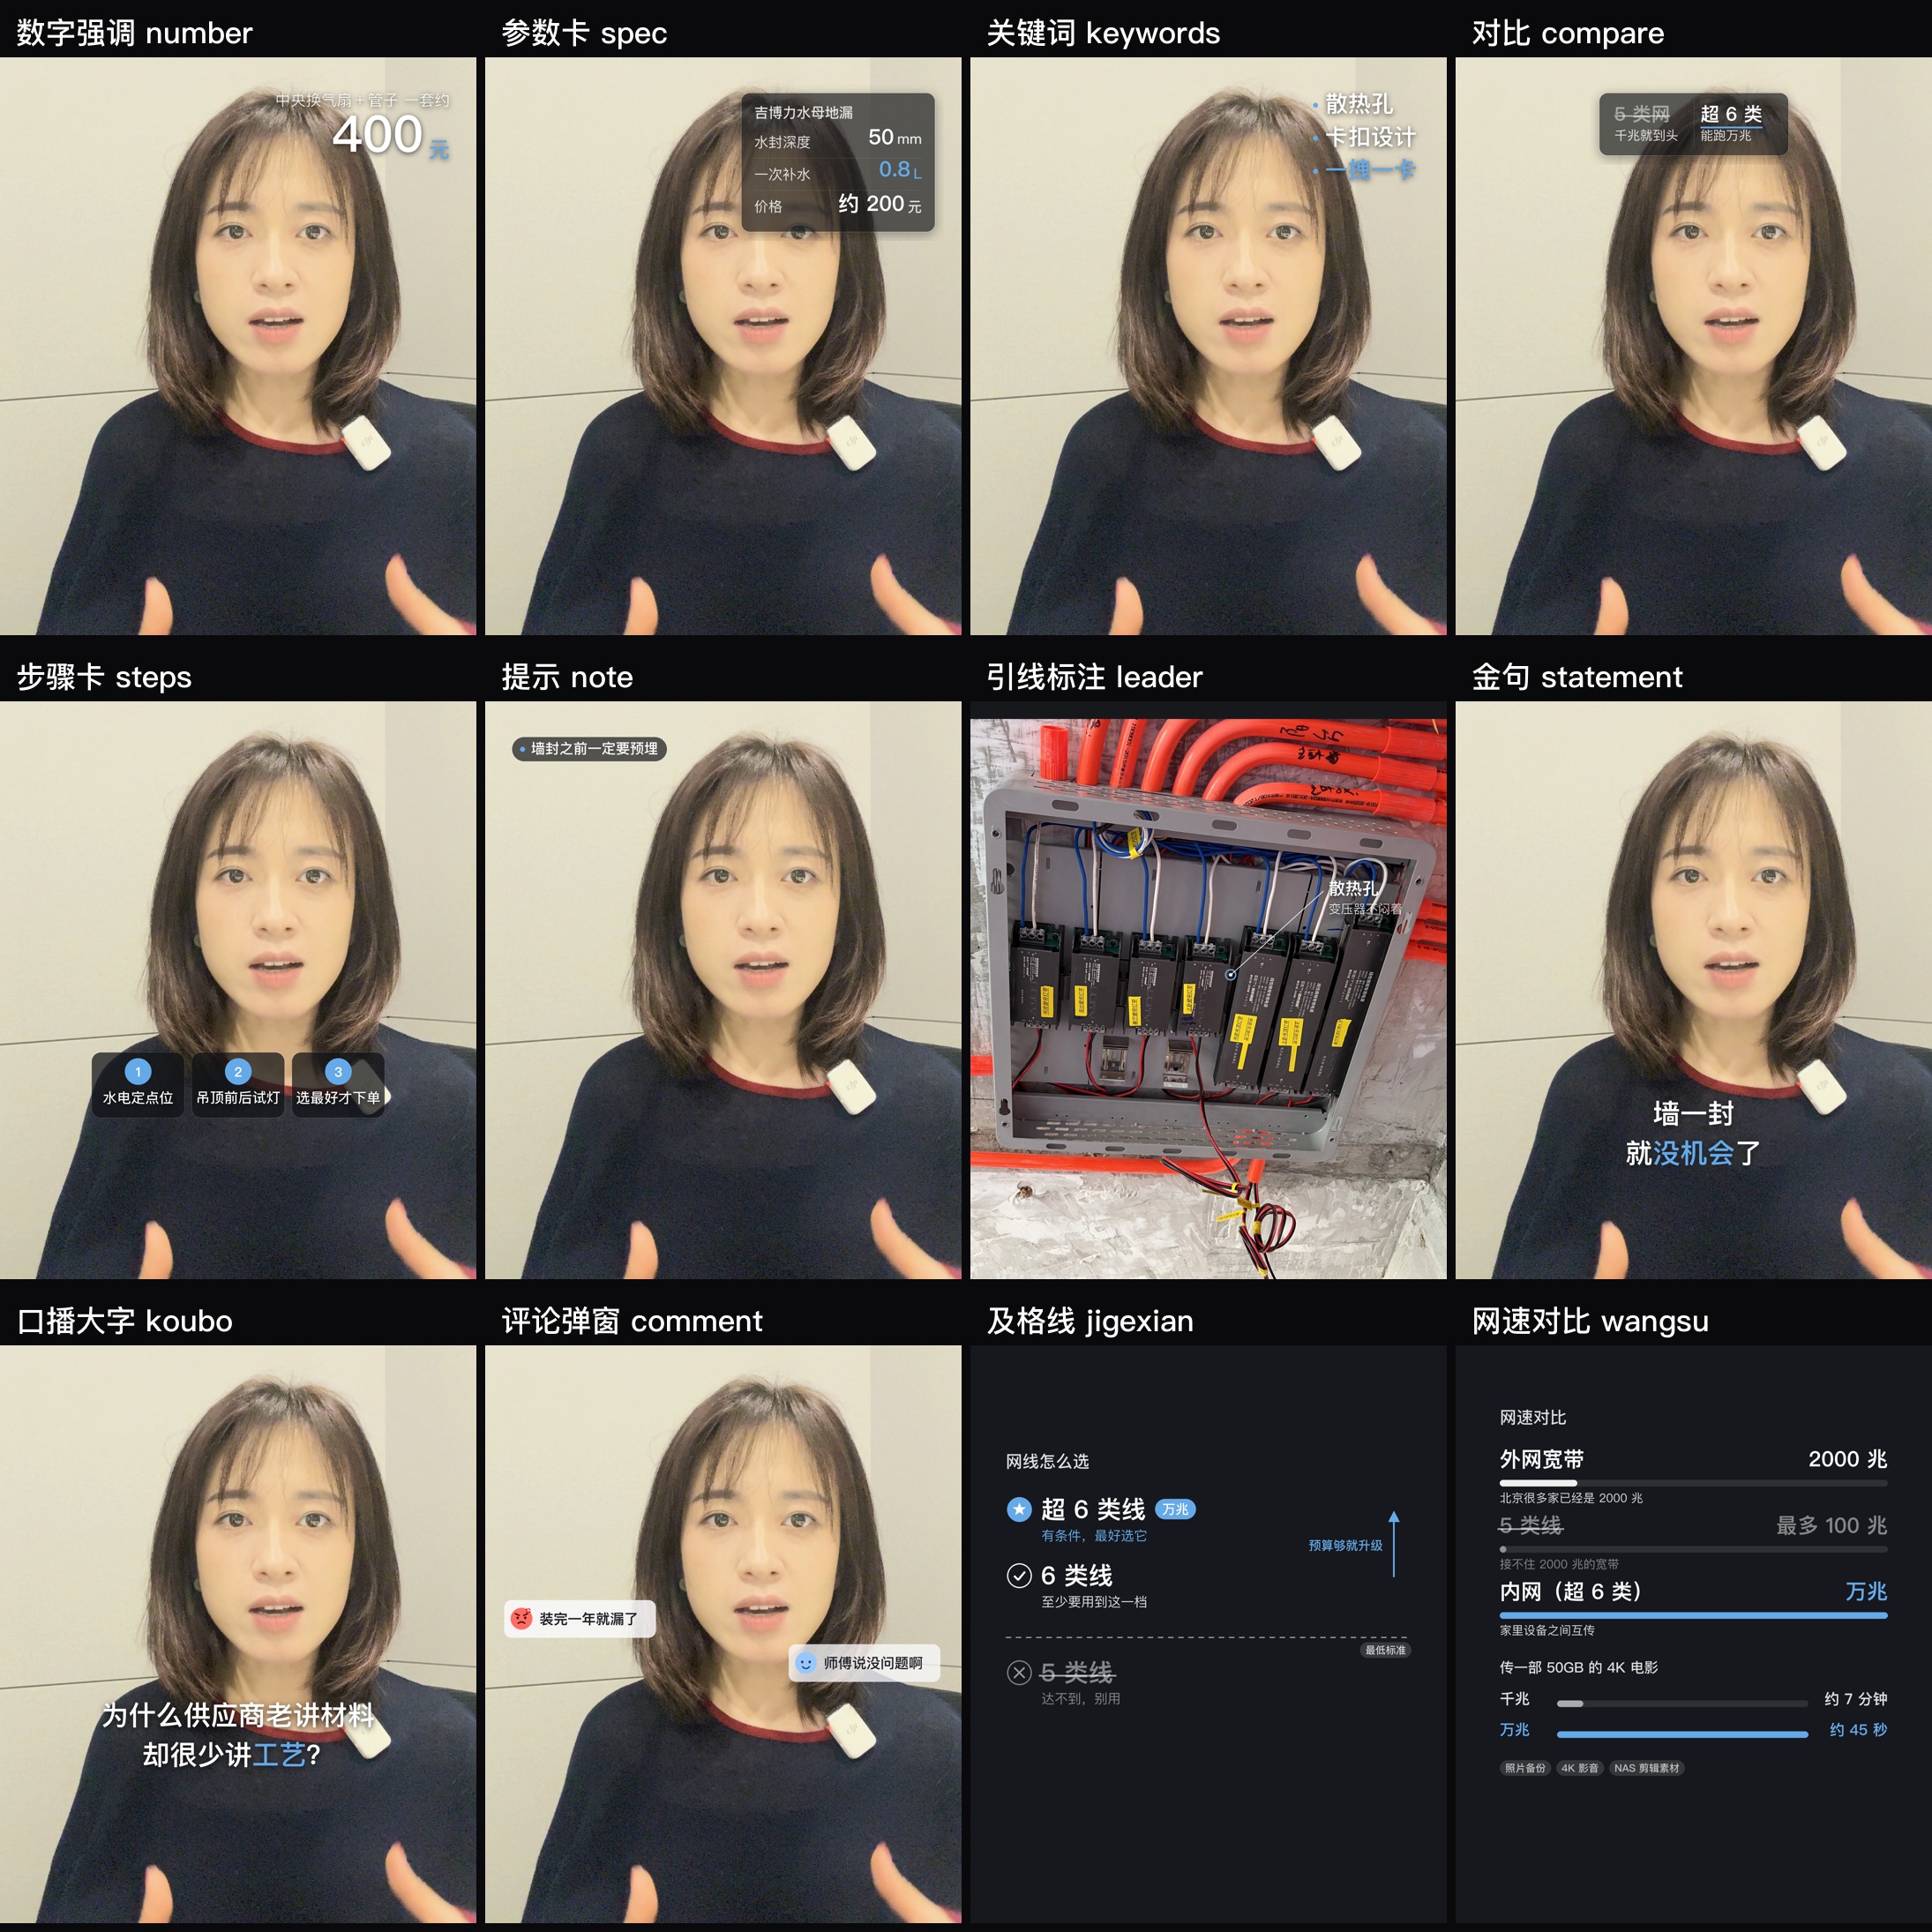 数字强调 number
中央换气扇+管子 一套约
400 元
参数卡 spec
吉博力水母地漏
水封深度 50 mm
一次补水 0.8 L
价格 约 200 元
关键词 keywords
• 散热孔
• 卡扣设计
• 一拽一卡
对比 compare
5 类网 超 6 类
千兆就到头 能跑万兆
步骤卡 steps
1 2 3
水电定点位 吊顶前后试灯 选最好才下单
提示 note
• 墙封之前一定要预埋
引线标注 leader
散热孔
变压器不闷着
金句 statement
墙一封
就没机会了
口播大字 koubo
为什么供应商老讲材料
却很少讲工艺?
评论弹窗 comment
装完一年就漏了
师傅说没问题啊
及格线 jigexian
网线怎么选
超 6 类线 万兆
有条件，最好选它
预算够就升级
6 类线
至少要用到这一档
最低标准
5 类线
达不到，别用
网速对比 wangsu
网速对比
外网宽带 2000 兆
北京很多家已经是 2000 兆
5 类线 最多 100 兆
接不住 2000 兆的宽带
内网（超 6 类） 万兆
家里设备之间互传
传一部 50GB 的 4K 电影
千兆 约 7 分钟
万兆 约 45 秒
照片备份 4K 影音 NAS 剪辑素材